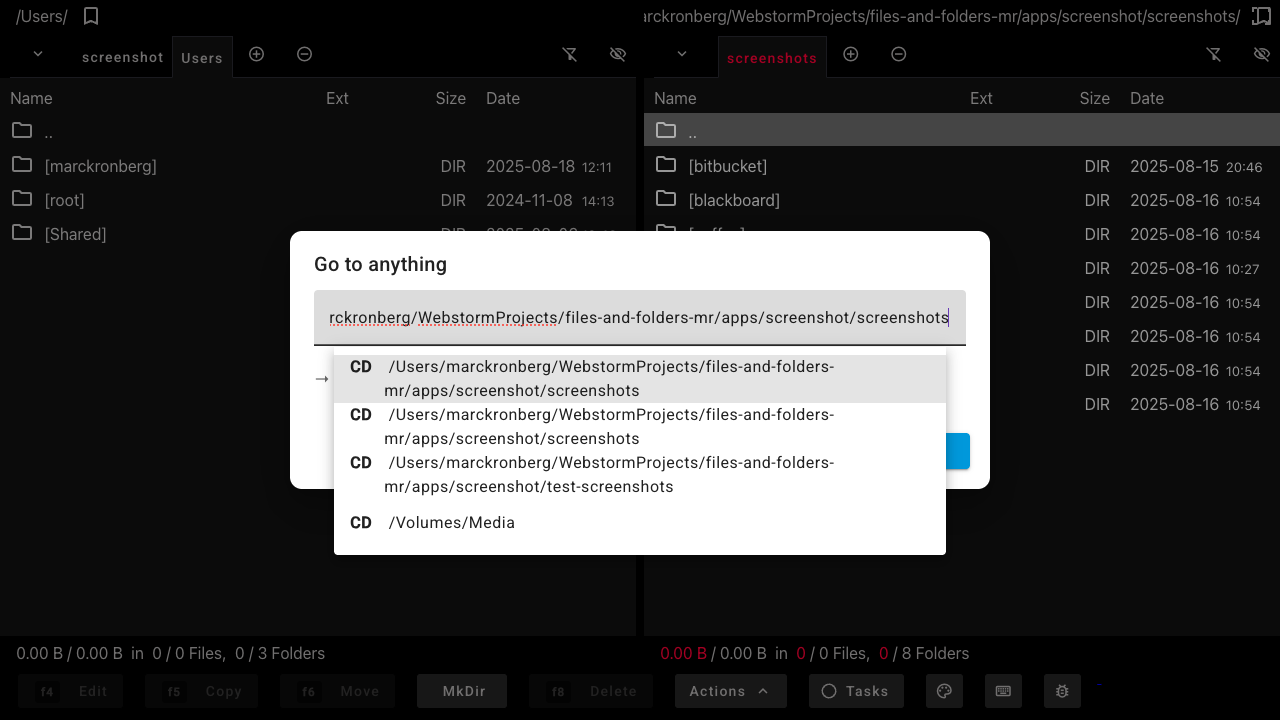 /Users/
rckronberg/WebstormProjects/files-and-folders-mr/apps/screenshot/screenshots/
screenshot Users
screenshots
Name Ext Size Date
Name Ext Size Date
..
[marckronberg] DIR 2025-08-18 12:11
[root] DIR 2024-11-08 14:13
[Shared]
..
[bitbucket] DIR 2025-08-15 20:46
[blackboard] DIR 2025-08-16 10:54
DIR 2025-08-16 10:54
DIR 2025-08-16 10:27
DIR 2025-08-16 10:54
DIR 2025-08-16 10:54
DIR 2025-08-16 10:54
DIR 2025-08-16 10:54
Go to anything
rckronberg/WebstormProjects/files-and-folders-mr/apps/screenshot/screenshots
→
CD /Users/marckronberg/WebstormProjects/files-and-folders-
mr/apps/screenshot/screenshots
CD /Users/marckronberg/WebstormProjects/files-and-folders-
mr/apps/screenshot/screenshots
CD /Users/marckronberg/WebstormProjects/files-and-folders-
mr/apps/screenshot/test-screenshots
CD /Volumes/Media
0.00 B / 0.00 B in 0 / 0 Files, 0 / 3 Folders
0.00 B / 0.00 B in 0 / 0 Files, 0 / 8 Folders
f4 Edit f5 Copy f6 Move MkDir f8 Delete Actions Tasks